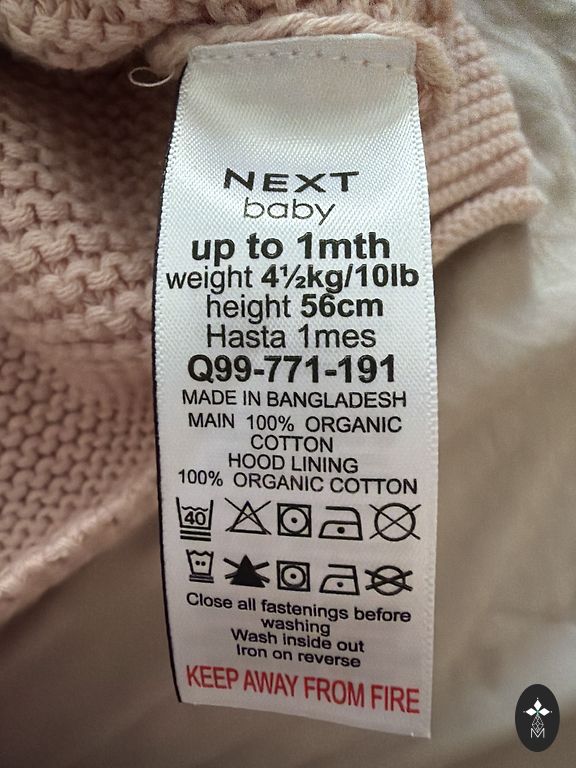 NEXT
baby
up to 1mth
weight 4½kg/10lb
height 56cm
Hasta 1mes
Q99-771-191
MADE IN BANGLADESH
MAIN 100% ORGANIC
COTTON
HOOD LINING
100% ORGANIC COTTON
40
Close all fastenings before
washing
Wash inside out
Iron on reverse
KEEP AWAY FROM FIRE
M